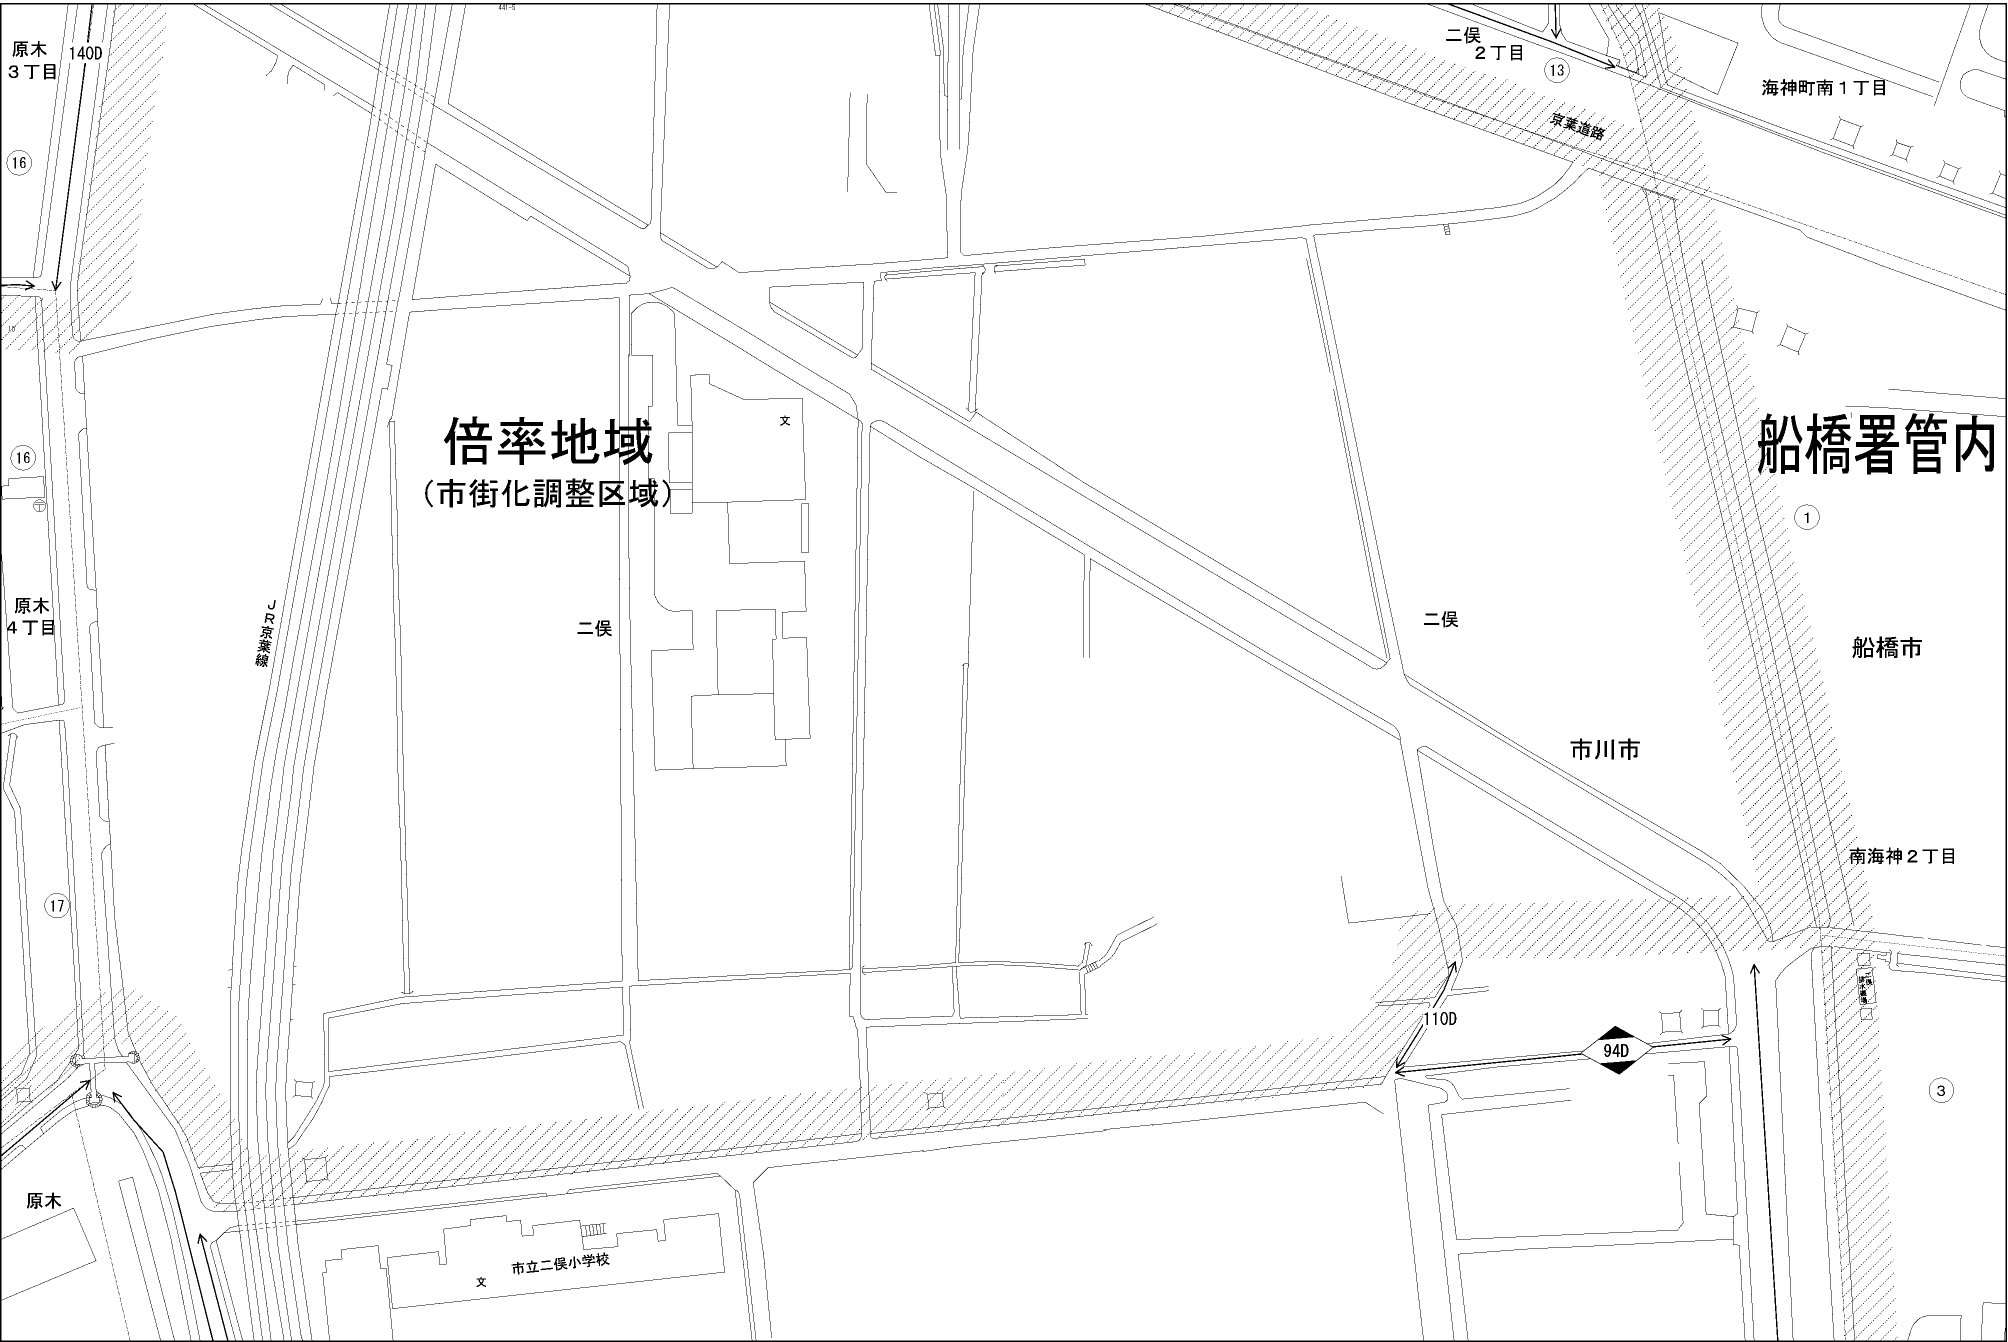 441-5
原木
３丁目
140D
二俣
２丁目
13
海神町南１丁目
京葉道路
16
10
倍率地域
（市街化調整区域）
文
船橋署管内
16
1
原木
４丁目
ＪＲ京葉線
二俣
二俣
船橋市
市川市
南海神２丁目
17
110D
94D
3
原木
市立二俣小学校
文